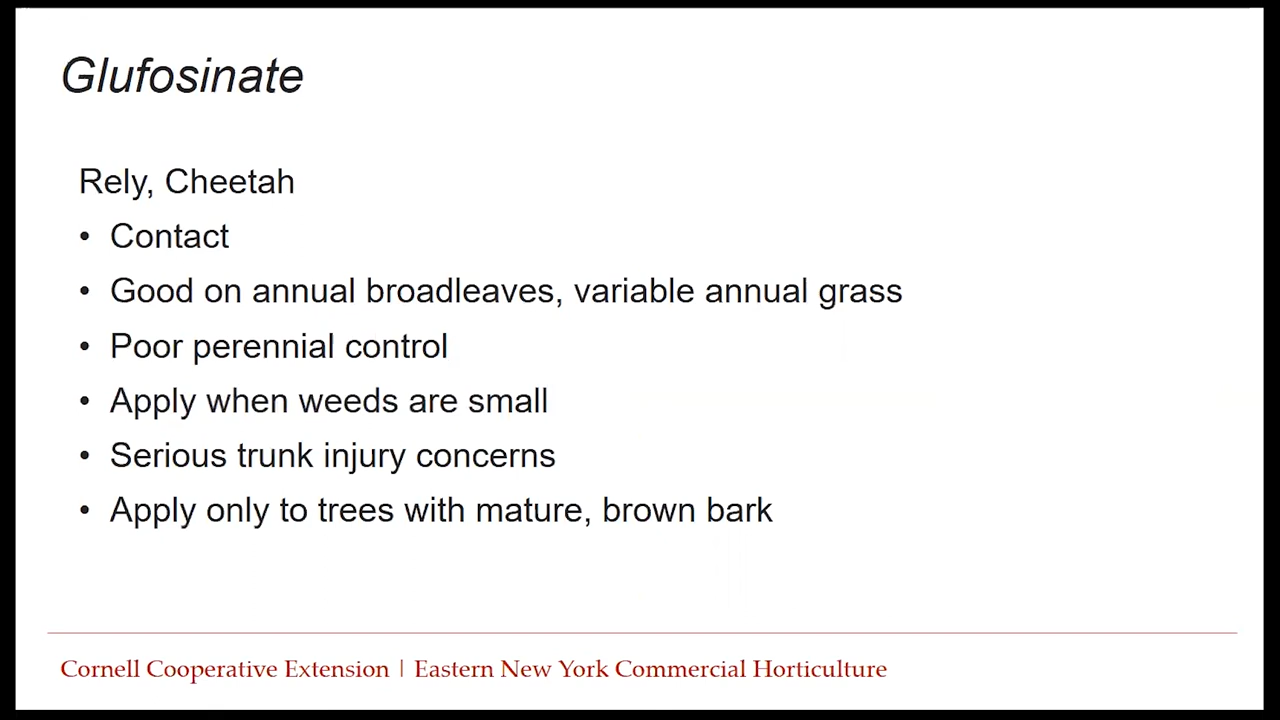 Glufosinate
Rely, Cheetah
• Contact
• Good on annual broadleaves, variable annual grass
• Poor perennial control
• Apply when weeds are small
• Serious trunk injury concerns
• Apply only to trees with mature, brown bark
Cornell Cooperative Extension | Eastern New York Commercial Horticulture